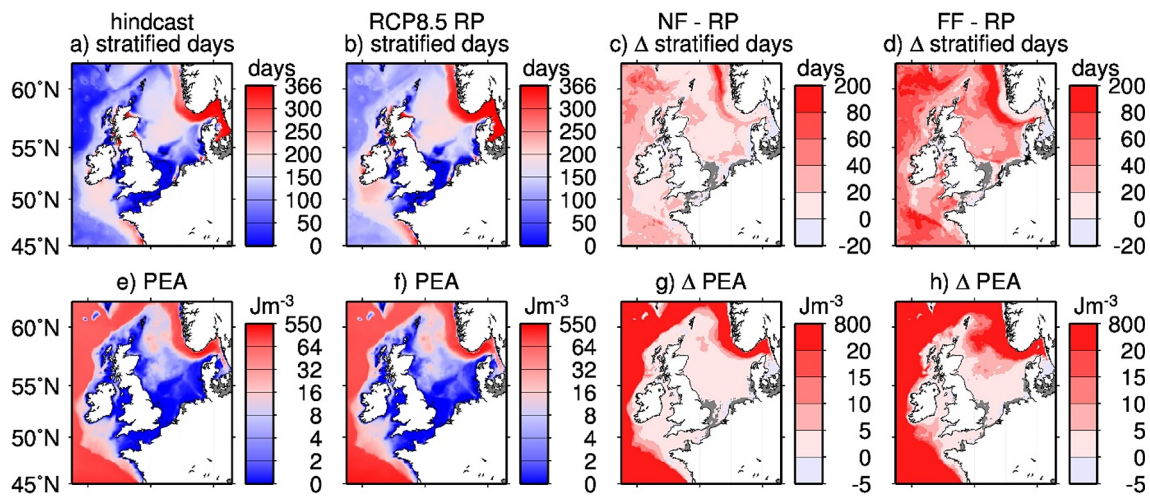 hindcast
a) stratified days
days
60˚N
55˚N
50˚N
45˚N
366
300
250
200
150
100
50
0
RCP8.5 RP
b) stratified days
days
366
300
250
200
150
100
50
0
NF - RP
c) Δ stratified days
days
200
80
60
40
20
0
-20
FF - RP
d) Δ stratified days
days
200
80
60
40
20
0
-20
e) PEA
Jm-3
60˚N
55˚N
50˚N
45˚N
550
64
32
16
8
4
2
0
f) PEA
Jm-3
550
64
32
16
8
4
2
0
g) Δ PEA
Jm-3
800
20
15
10
5
0
-5
h) Δ PEA
Jm-3
800
20
15
10
5
0
-5